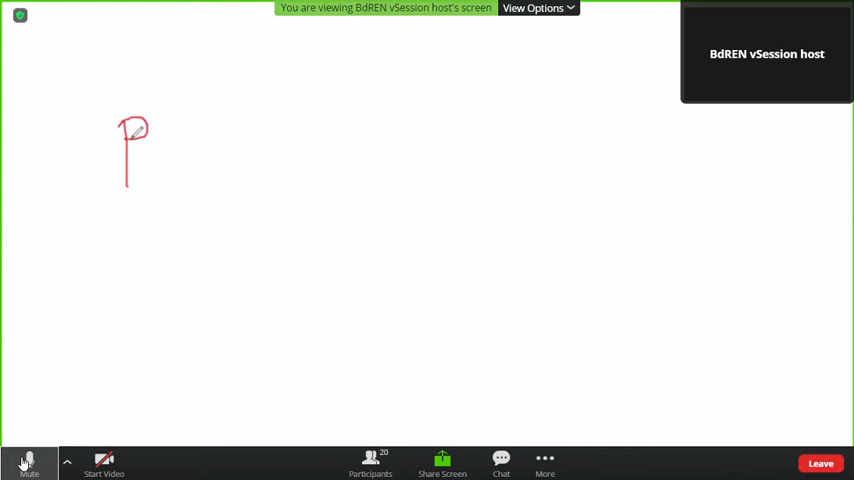 You are viewing BdREN vSession host's screen
View Options
BdREN vSession host
P
Mute
Start Video
20
Participants
Share Screen
Chat
More
Leave